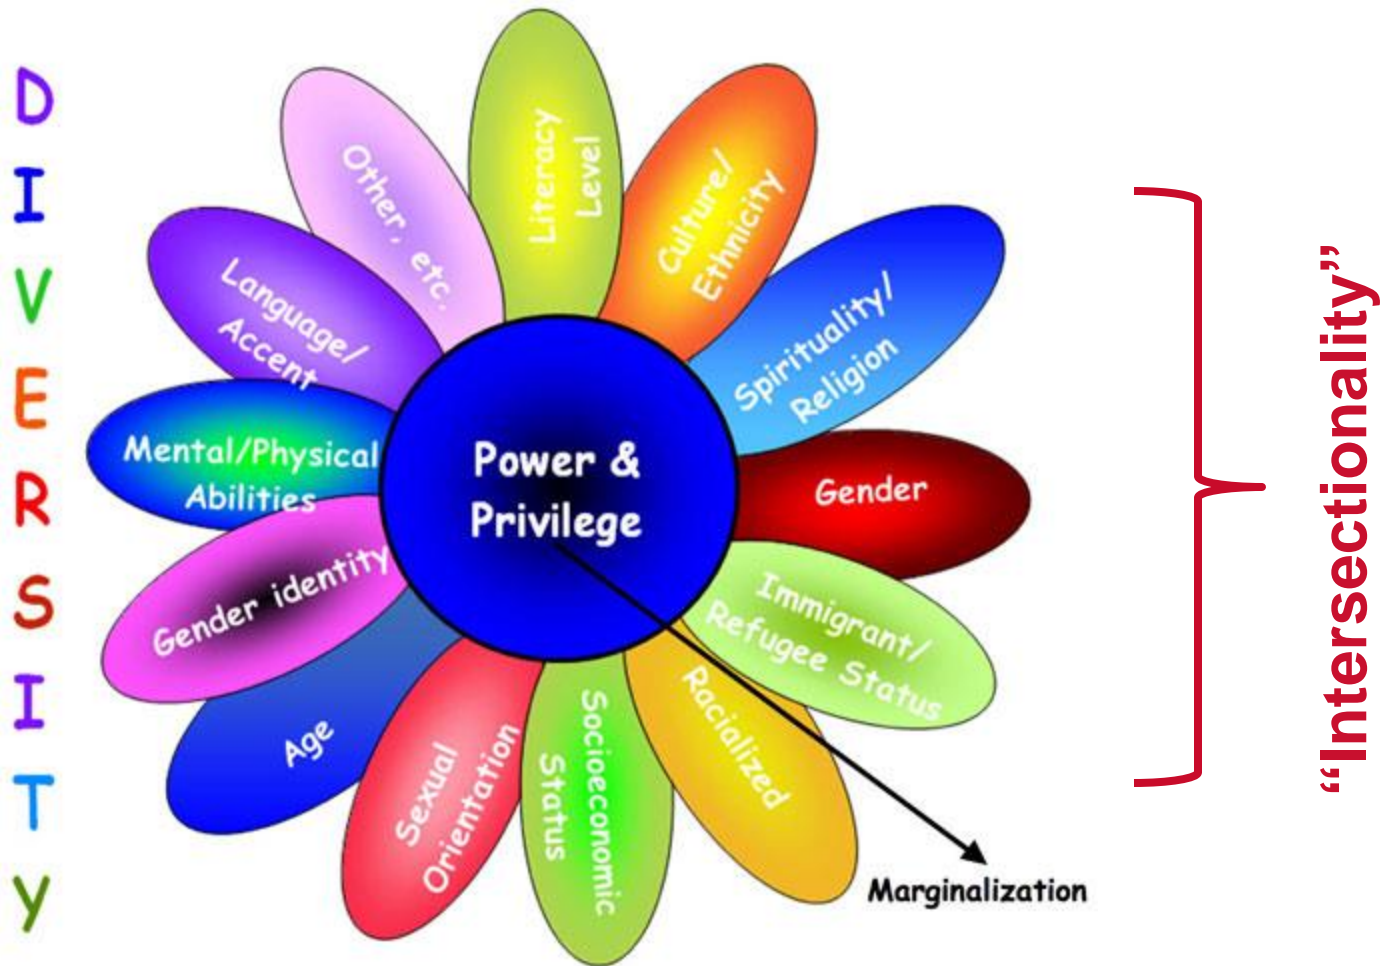 DIVERSITY
Literacy
Level
Culture/
Ethnicity
Spirituality/
Religion
Gender
Immigrant/
Refugee Status
Racialized
Socioeconomic
Status
Sexual
Orientation
Age
Gender identity
Mental/Physical
Abilities
Language/
Accent
Other, etc.
Power &
Privilege
Marginalization
“Intersectionality”